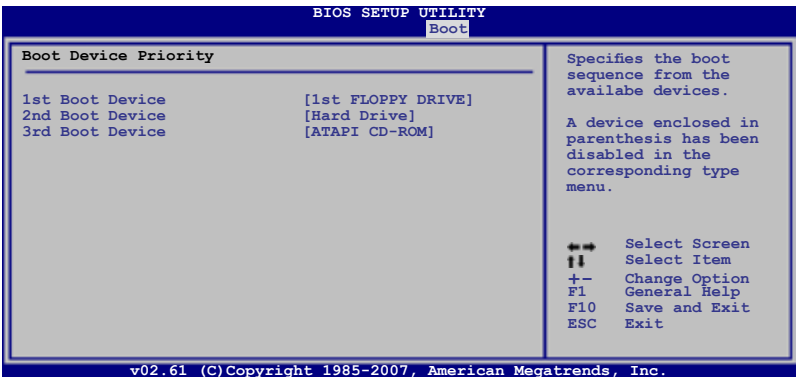 BIOS SETUP UTILITY
Boot
Boot Device Priority
1st Boot Device [1st FLOPPY DRIVE]
2nd Boot Device [Hard Drive]
3rd Boot Device [ATAPI CD-ROM]
Specifies the boot
sequence from the
availabe devices.
A device enclosed in
parenthesis has been
disabled in the
corresponding type
menu.
Select Screen
Select Item
+- Change Option
F1 General Help
F10 Save and Exit
ESC Exit
v02.61 (C)Copyright 1985-2007, American Megatrends, Inc.